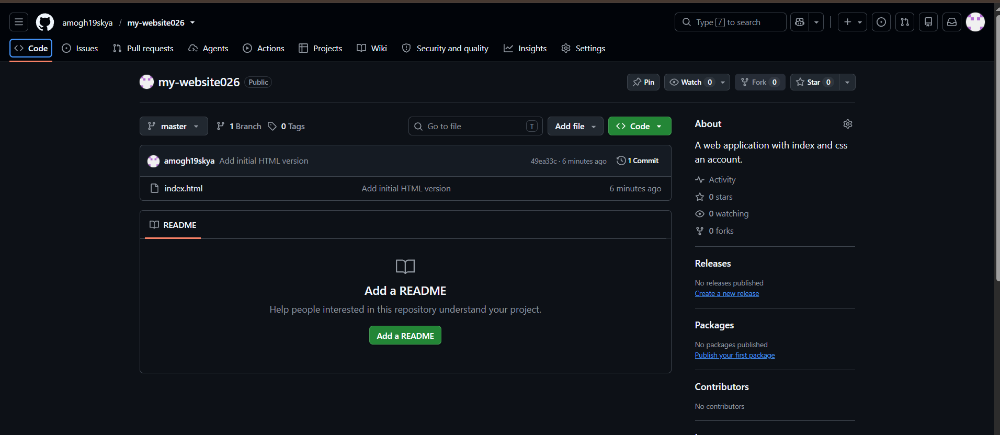 amogh19skya / my-website026
Type / to search
Code Issues Pull requests Agents Actions Projects Wiki Security and quality Insights Settings
my-website026 Public
Pin Watch 0 Fork 0 Star 0
master 1 Branch 0 Tags
Go to file T Add file Code
amogh19skya Add initial HTML version 49ea33c · 6 minutes ago 1 Commit
index.html Add initial HTML version 6 minutes ago
README
Add a README
Help people interested in this repository understand your project.
Add a README
About
A web application with index and css
an account.
Activity
0 stars
0 watching
0 forks
Releases
No releases published
Create a new release
Packages
No packages published
Publish your first package
Contributors
No contributors